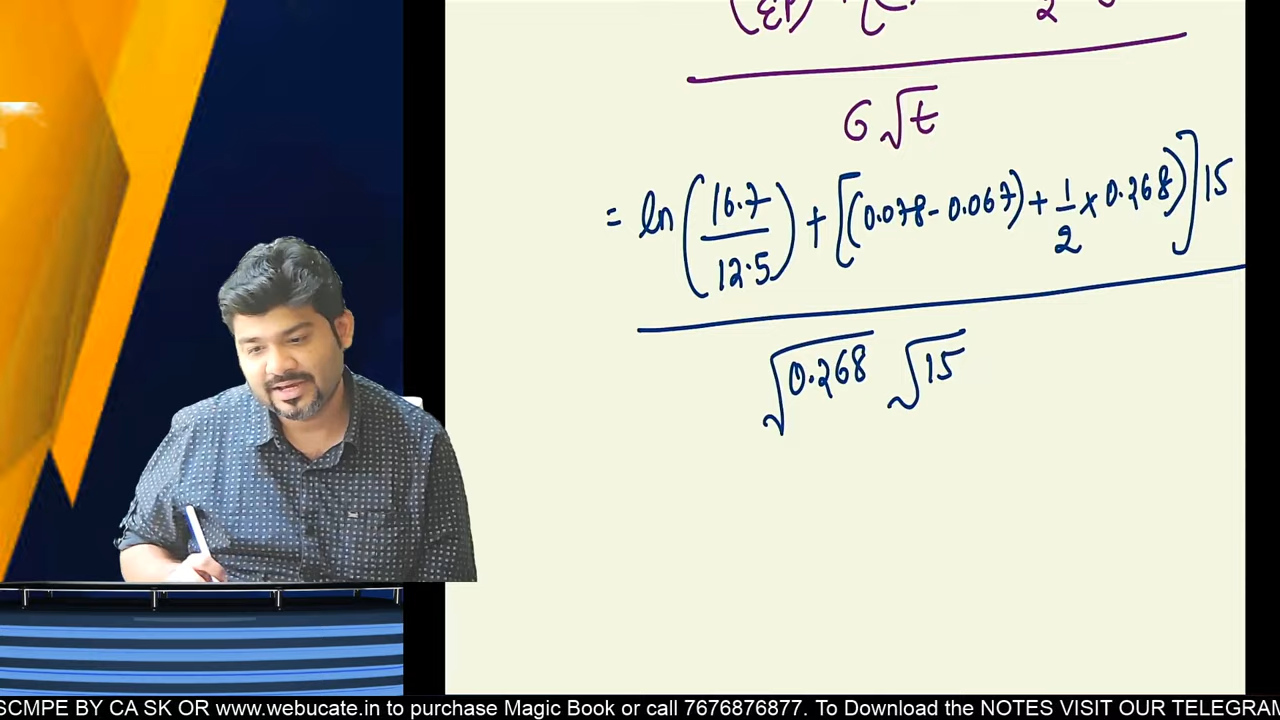 (EP)
2
σ√t
= ln(16.7/12.5) + [(0.078-0.067) + 1/2 × 0.268)] 15
√0.268 √15
SCMPE BY CA SK OR www.webucate.in to purchase Magic Book or call 7676876877. To Download the NOTES VISIT OUR TELEGRAM